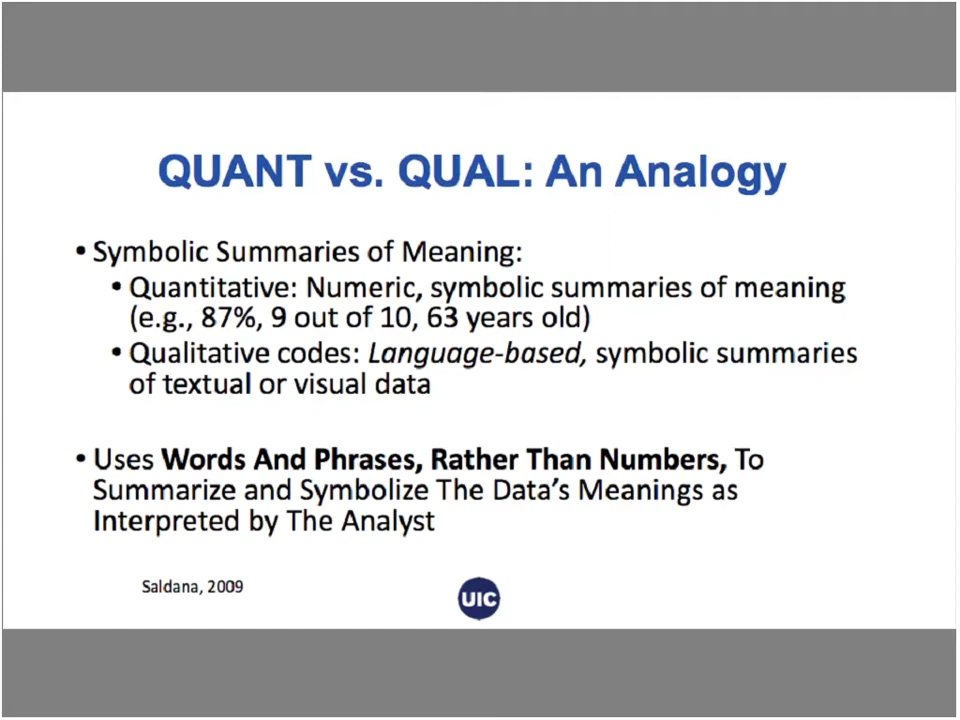 QUANT vs. QUAL: An Analogy
• Symbolic Summaries of Meaning:
• Quantitative: Numeric, symbolic summaries of meaning
(e.g., 87%, 9 out of 10, 63 years old)
• Qualitative codes: Language-based, symbolic summaries
of textual or visual data
• Uses Words And Phrases, Rather Than Numbers, To
Summarize and Symbolize The Data's Meanings as
Interpreted by The Analyst
Saldana, 2009
UIC